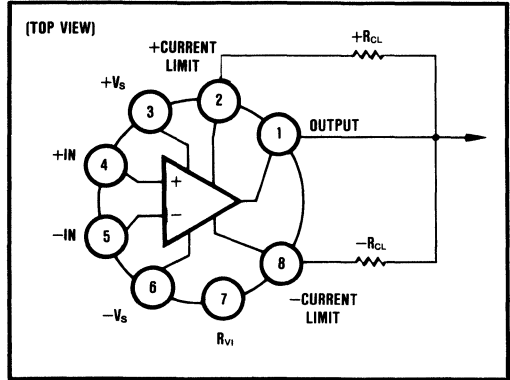 (TOP VIEW)
+CURRENT
LIMIT
+RCL
+Vs
3
2
1
OUTPUT
+IN
4
+
−IN
5
−
−RCL
8
6
7
−Vs
−CURRENT
LIMIT
RVI